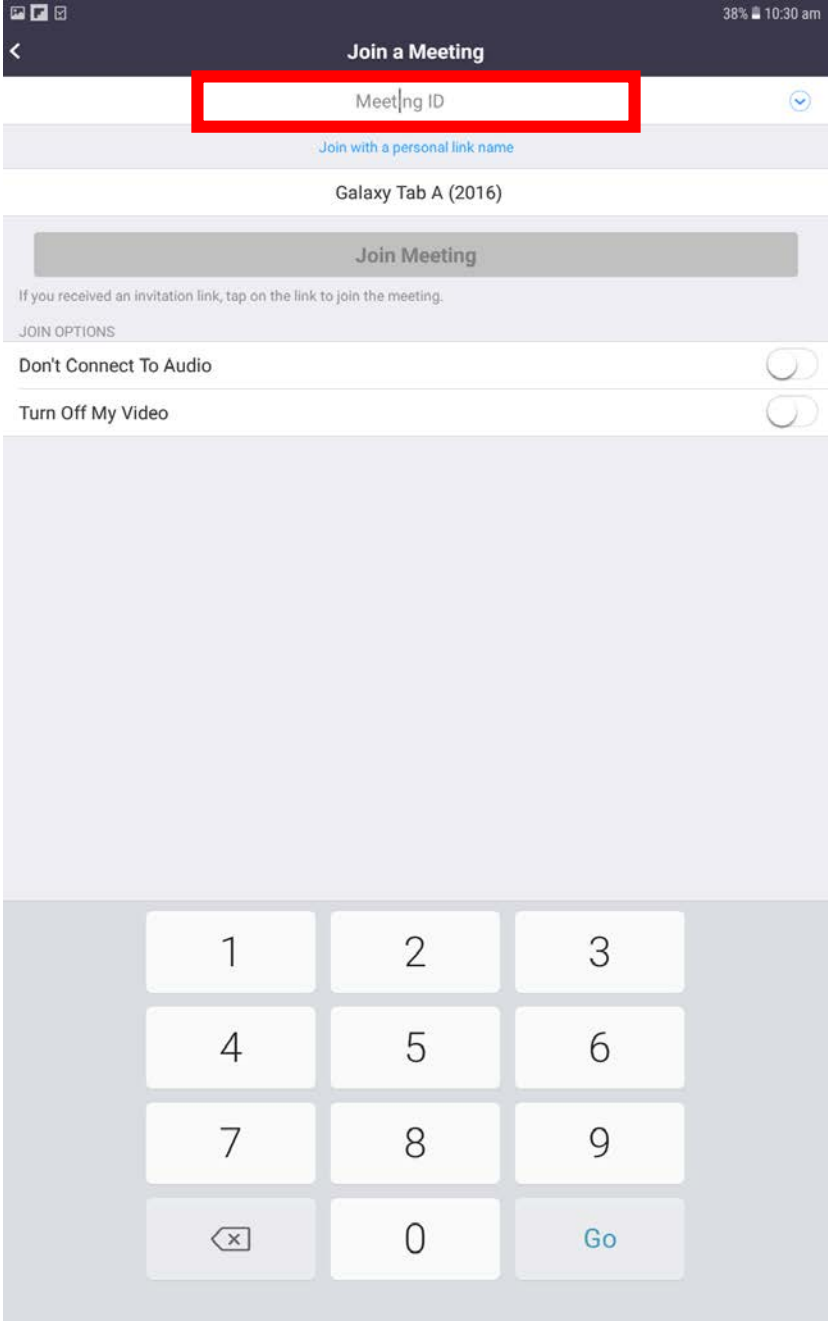 38% 10:30 am
Join a Meeting
Meeting ID
Join with a personal link name
Galaxy Tab A (2016)
Join Meeting
If you received an invitation link, tap on the link to join the meeting.
JOIN OPTIONS
Don't Connect To Audio
Turn Off My Video
1 2 3
4 5 6
7 8 9
0 Go